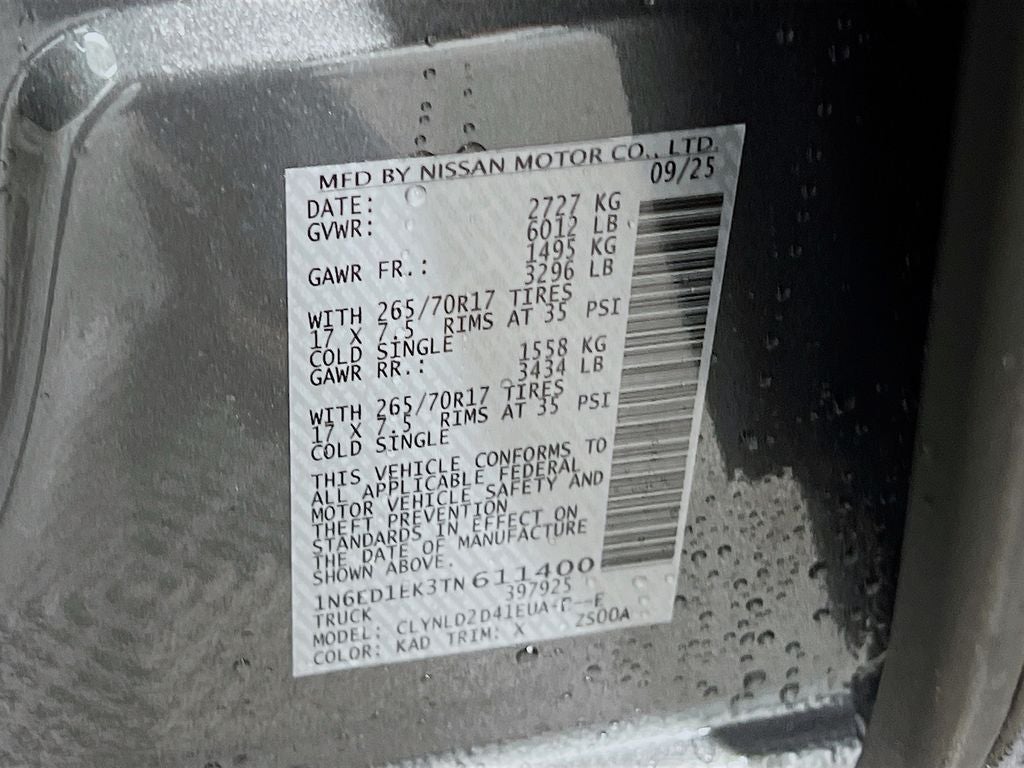 MFD BY NISSAN MOTOR CO., LTD.
DATE: 09/25
GVWR: 2727 KG
6012 LB
GAWR FR.: 1495 KG
3296 LB
WITH 265/70R17 TIRES
17 X 7.5 RIMS AT 35 PSI
COLD SINGLE
GAWR RR.: 1558 KG
3434 LB
WITH 265/70R17 TIRES
17 X 7.5 RIMS AT 35 PSI
COLD SINGLE
THIS VEHICLE CONFORMS TO
ALL APPLICABLE FEDERAL
MOTOR VEHICLE SAFETY AND
THEFT PREVENTION
STANDARDS IN EFFECT ON
THE DATE OF MANUFACTURE
SHOWN ABOVE.
1N6ED1EK3TN611400
TRUCK 397925
MODEL: 
COLOR: KAD TRIM: X ZS00A